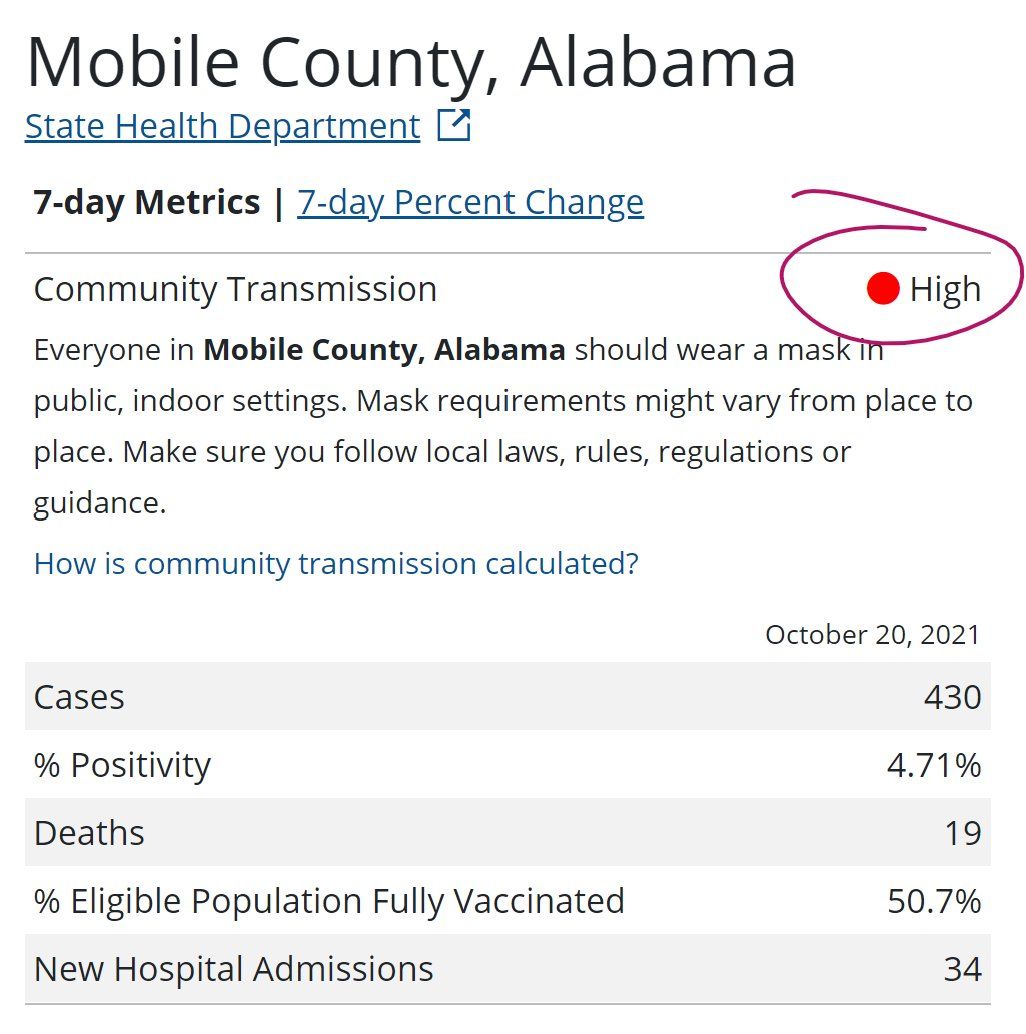 Mobile County, Alabama
State Health Department
7-day Metrics | 7-day Percent Change
Community Transmission High
Everyone in Mobile County, Alabama should wear a mask in
public, indoor settings. Mask requirements might vary from place to
place. Make sure you follow local laws, rules, regulations or
guidance.
How is community transmission calculated?
October 20, 2021
Cases 430
% Positivity 4.71%
Deaths 19
% Eligible Population Fully Vaccinated 50.7%
New Hospital Admissions 34